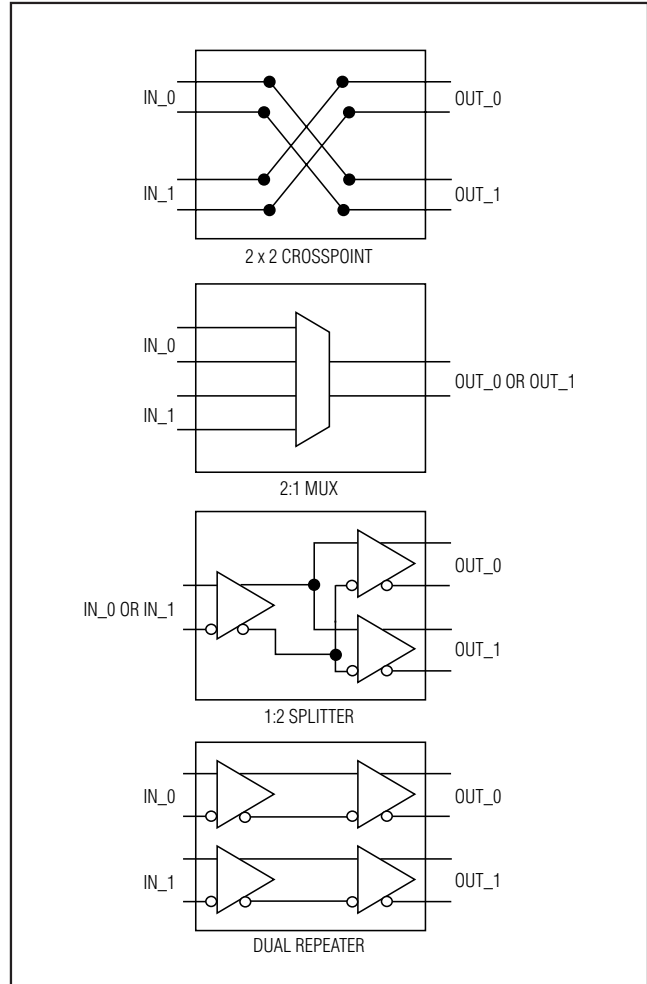 IN_0
OUT_0
IN_1
OUT_1
2 x 2 CROSSPOINT
IN_0
OUT_0 OR OUT_1
IN_1
2:1 MUX
OUT_0
IN_0 OR IN_1
OUT_1
1:2 SPLITTER
IN_0
OUT_0
IN_1
OUT_1
DUAL REPEATER